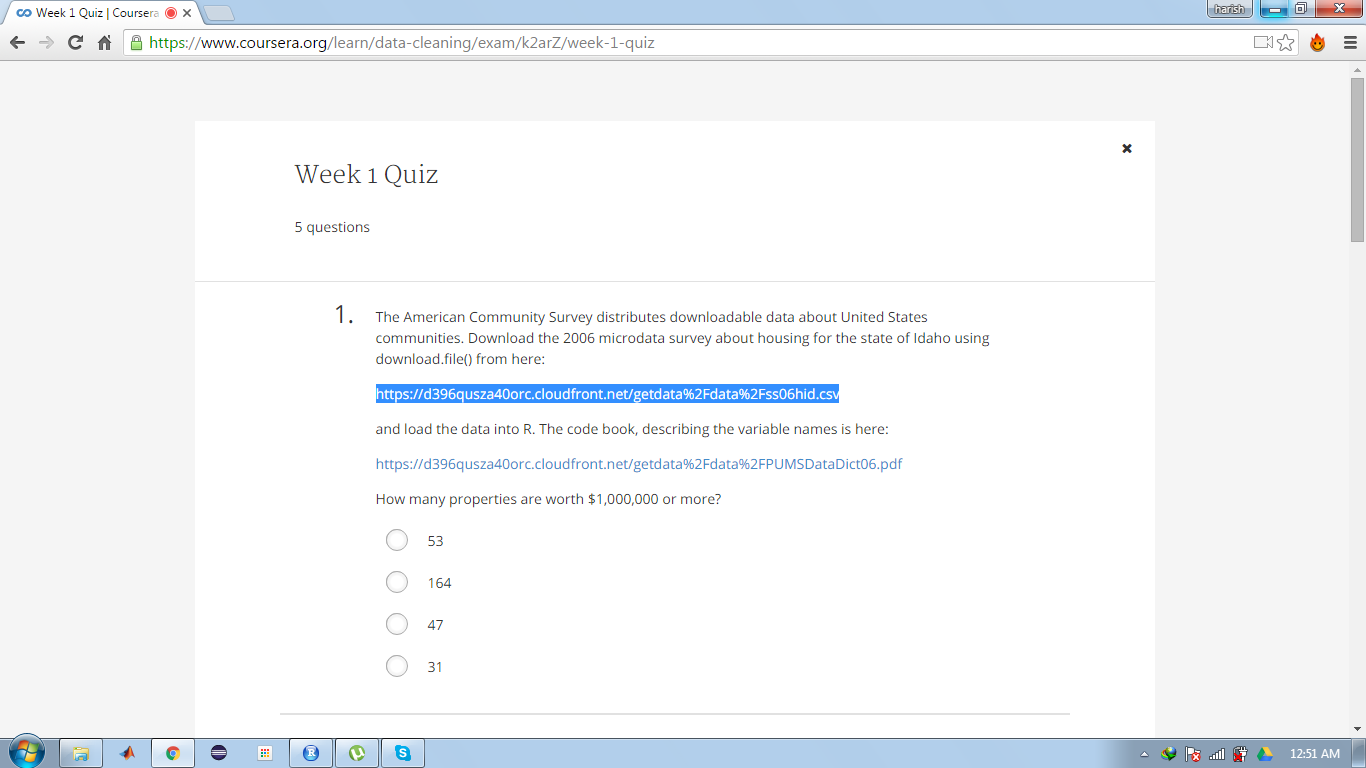 Week 1 Quiz | Coursera
harish
https://www.coursera.org/learn/data-cleaning/exam/k2arZ/week-1-quiz
Week 1 Quiz
5 questions
1.
The American Community Survey distributes downloadable data about United States
communities. Download the 2006 microdata survey about housing for the state of Idaho using
download.file() from here:
https://d396qusza40orc.cloudfront.net/getdata%2Fdata%2Fss06hid.csv
and load the data into R. The code book, describing the variable names is here:
https://d396qusza40orc.cloudfront.net/getdata%2Fdata%2FPUMSDataDict06.pdf
How many properties are worth $1,000,000 or more?
53
164
47
31
12:51 AM